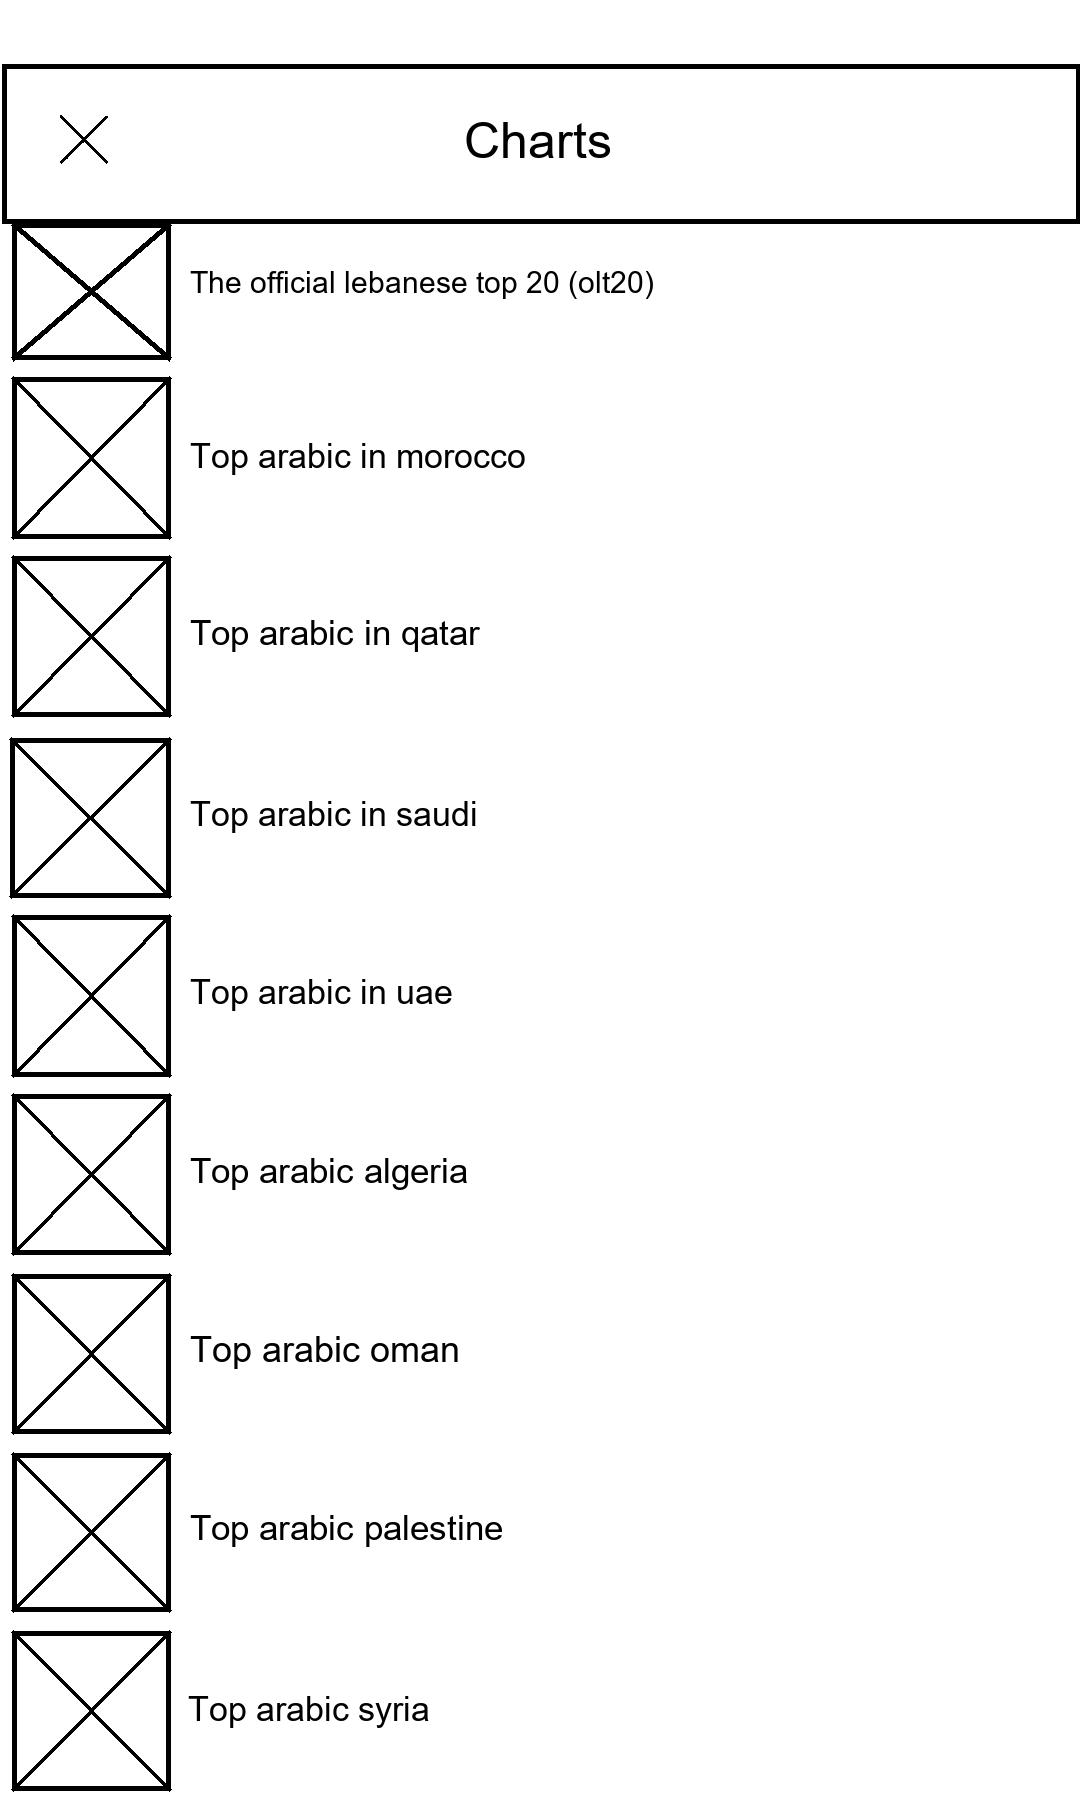 Charts
The official lebanese top 20 (olt20)
Top arabic in morocco
Top arabic in qatar
Top arabic in saudi
Top arabic in uae
Top arabic algeria
Top arabic oman
Top arabic palestine
Top arabic syria